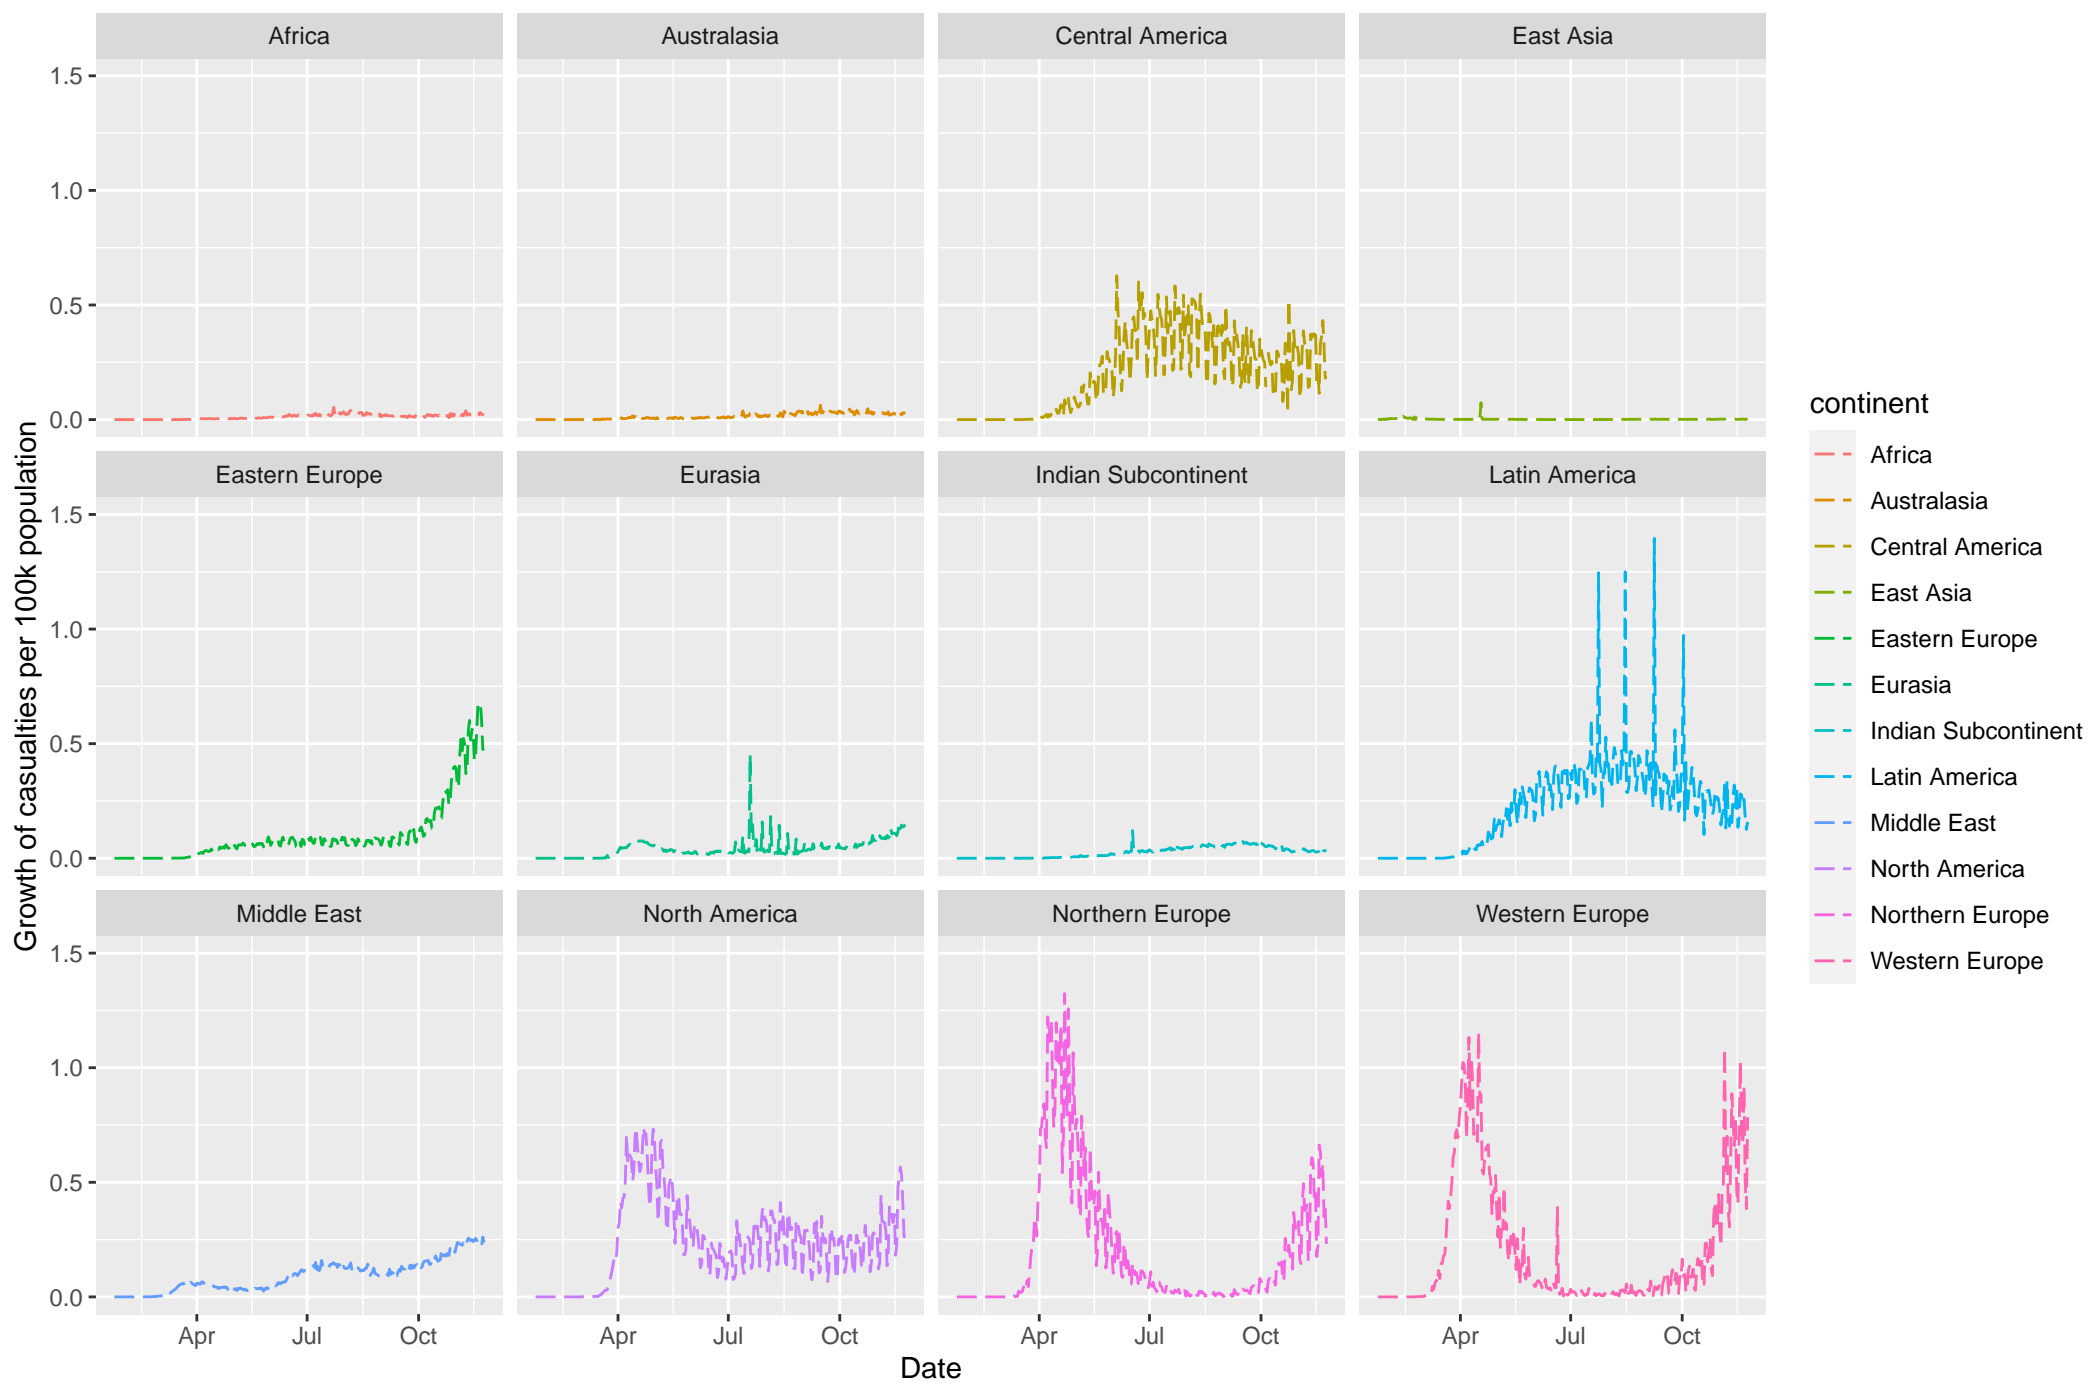 Africa
Australasia
Central America
East Asia
1.5
1.0
0.5
0.0
Eastern Europe
Eurasia
Indian Subcontinent
Latin America
1.5
1.0
0.5
0.0
Middle East
North America
Northern Europe
Western Europe
1.5
1.0
0.5
0.0
Apr Jul Oct
Apr Jul Oct
Apr Jul Oct
Apr Jul Oct
Date
Growth of casualties per 100k population
continent
Africa
Australasia
Central America
East Asia
Eastern Europe
Eurasia
Indian Subcontinent
Latin America
Middle East
North America
Northern Europe
Western Europe